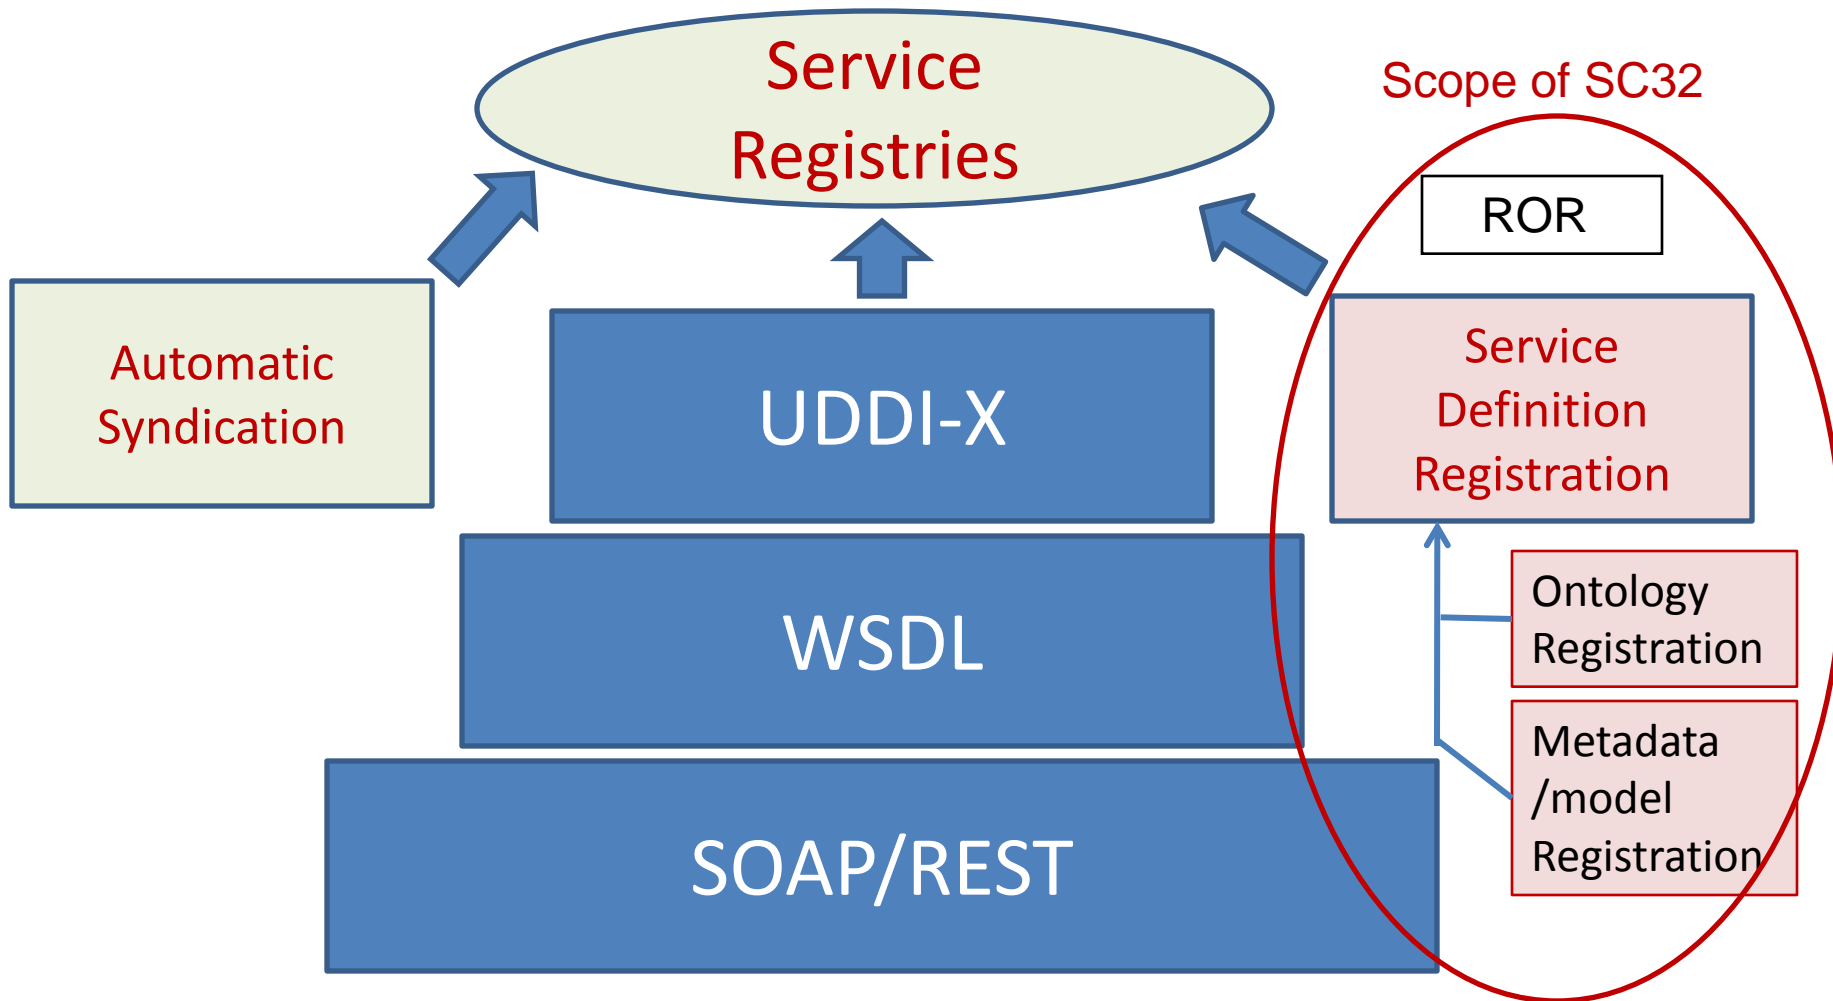 Service
Registries
Scope of SC32
ROR
Automatic
Syndication
UDDI-X
Service
Definition
Registration
WSDL
Ontology
Registration
Metadata
/model
Registration
SOAP/REST